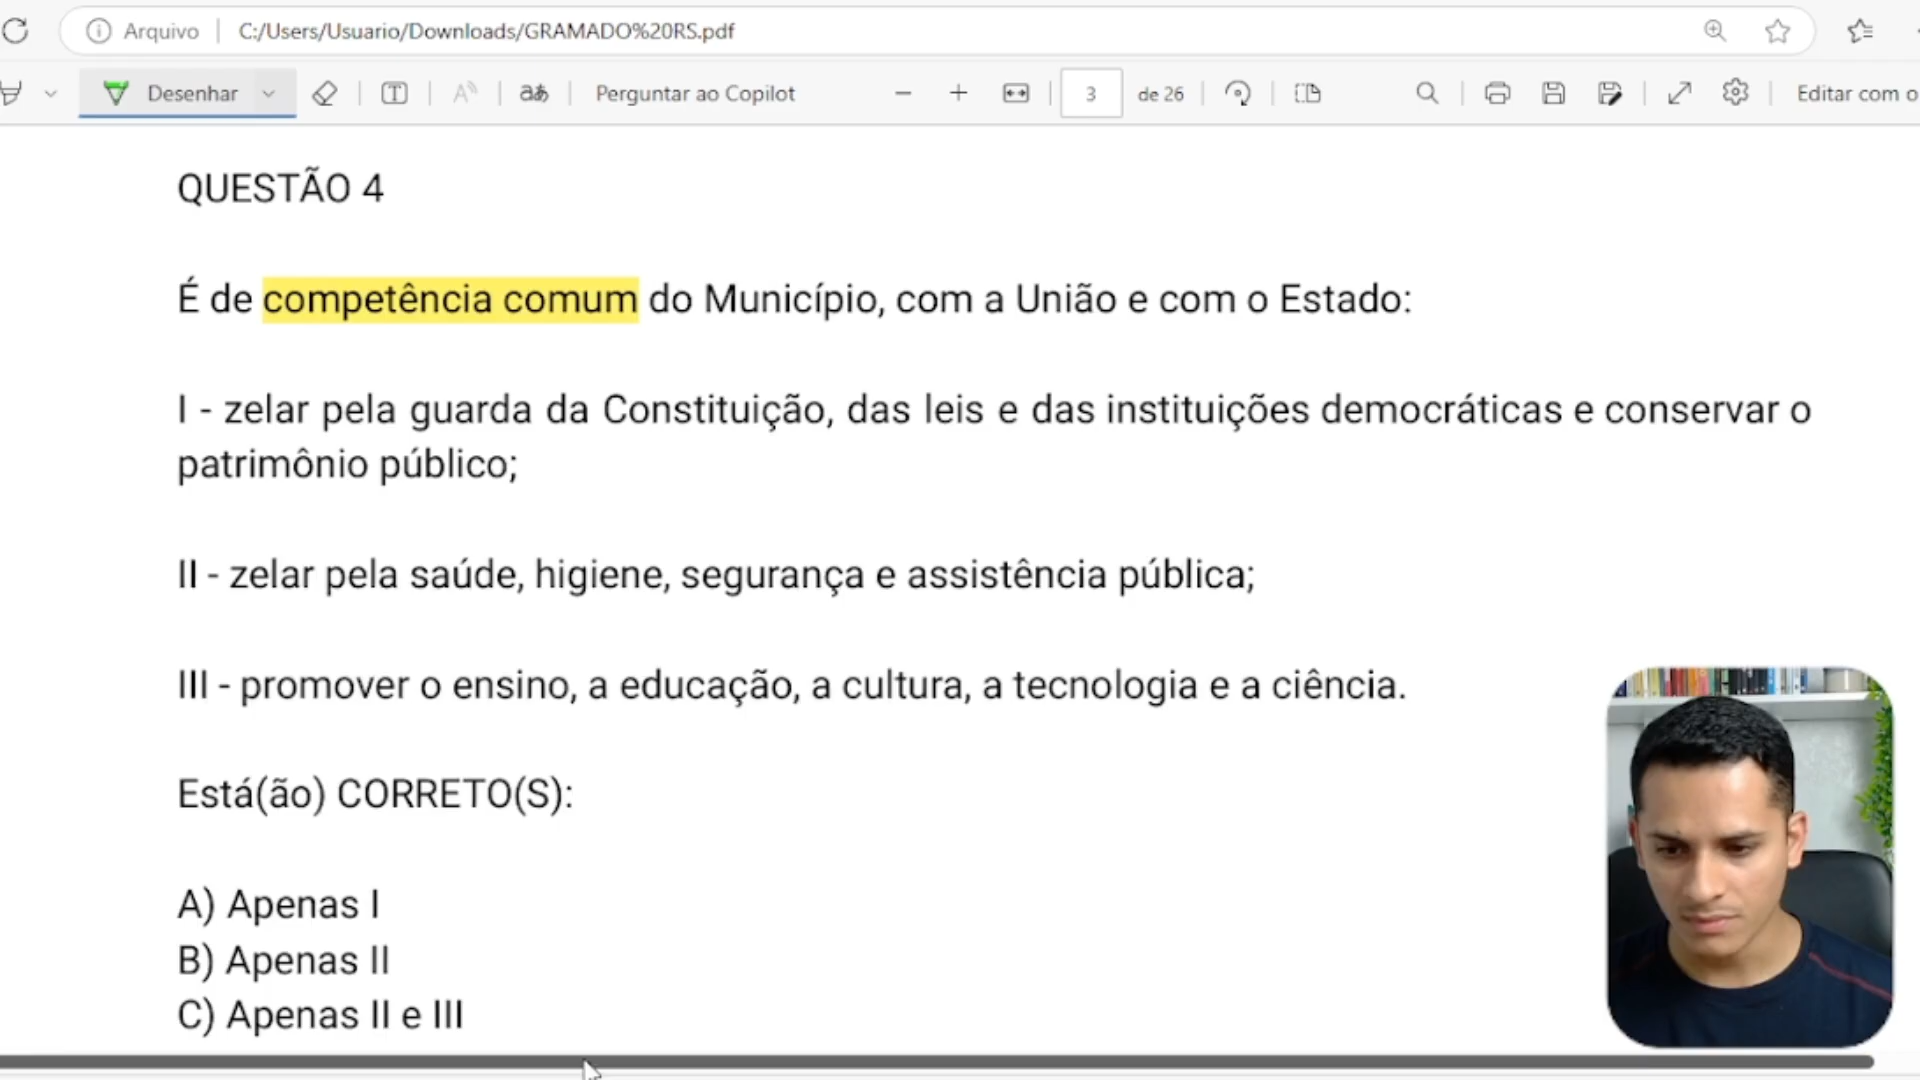 Arquivo | C:/Users/Usuario/Downloads/GRAMADO%20RS.pdf
Desenhar aあ Perguntar ao Copilot 3 de 26 Editar com o
QUESTÃO 4
É de competência comum do Município, com a União e com o Estado:
I - zelar pela guarda da Constituição, das leis e das instituições democráticas e conservar o
patrimônio público;
II - zelar pela saúde, higiene, segurança e assistência pública;
III - promover o ensino, a educação, a cultura, a tecnologia e a ciência.
Está(ão) CORRETO(S):
A) Apenas I
B) Apenas II
C) Apenas II e III